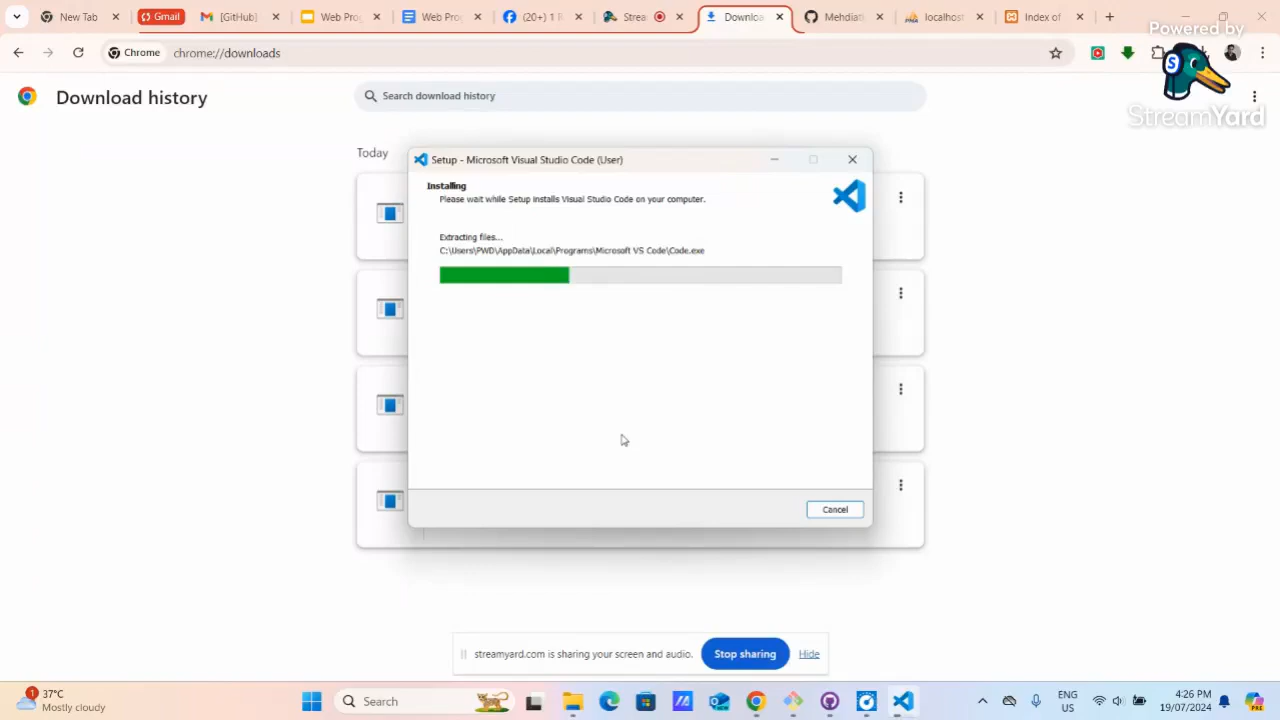 New Tab
Gmail
[GitHub]
Web Pro
Web Pro
(20+) 1
Strea
Downloa
Mehdiati
localhos
Index of
Chrome
chrome://downloads
Powered by
StreamYard
Download history
Search download history
Today
Setup - Microsoft Visual Studio Code (User)
Installing
Please wait while Setup installs Visual Studio Code on your computer.
Extracting files...
C:\Users\PWD\AppData\Local\Programs\Microsoft VS Code\Code.exe
Cancel
streamyard.com is sharing your screen and audio.
Stop sharing
Hide
1
37°C
Mostly cloudy
Search
ENG
US
4:26 PM
19/07/2024